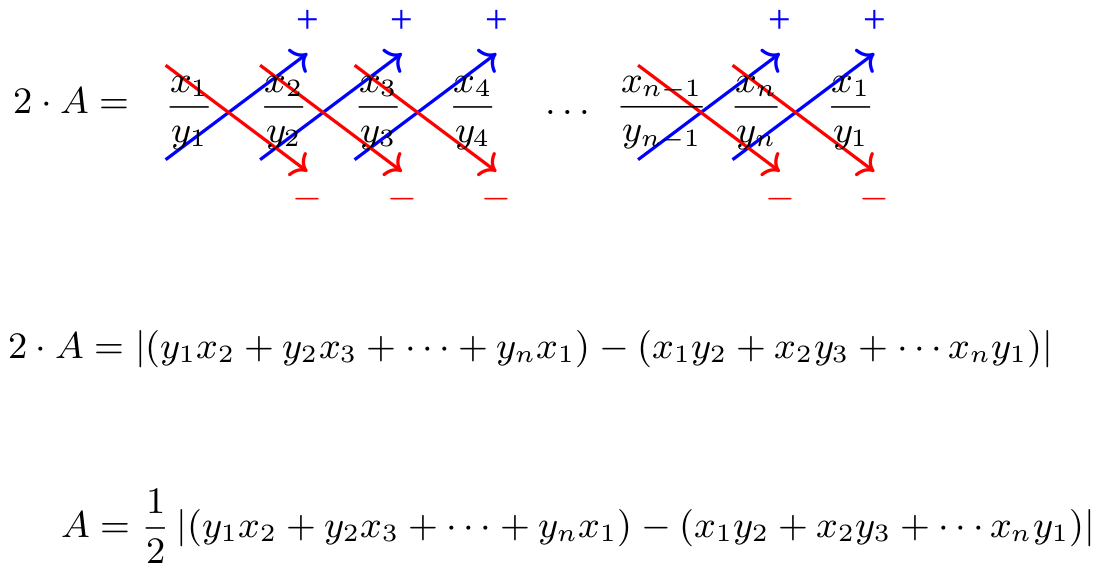 + + + + +
2 · A = x₁/y₁ x₂/y₂ x₃/y₃ x₄/y₄ … xₙ₋₁/yₙ₋₁ xₙ/yₙ x₁/y₁
− − − − −
2 · A = |(y₁x₂ + y₂x₃ + ⋯ + yₙx₁) − (x₁y₂ + x₂y₃ + ⋯ xₙy₁)|
A = 1/2 |(y₁x₂ + y₂x₃ + ⋯ + yₙx₁) − (x₁y₂ + x₂y₃ + ⋯ xₙy₁)|